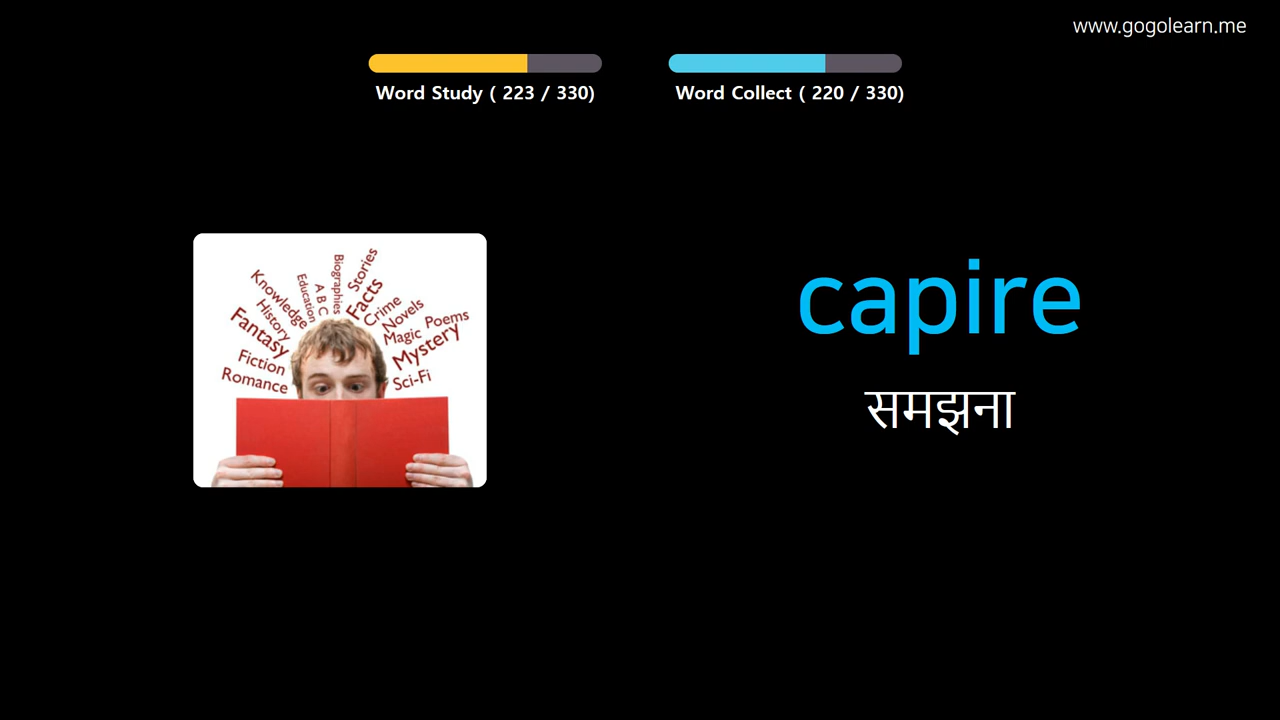 www.gogolearn.me
Word Study ( 223 / 330)
Word Collect ( 220 / 330)
Knowledge
History
Fantasy
Fiction
Romance
Education
A B C
Biographies
Stories
Facts
Crime
Novels
Magic
Poems
Mystery
Sci-Fi
capire
समझना